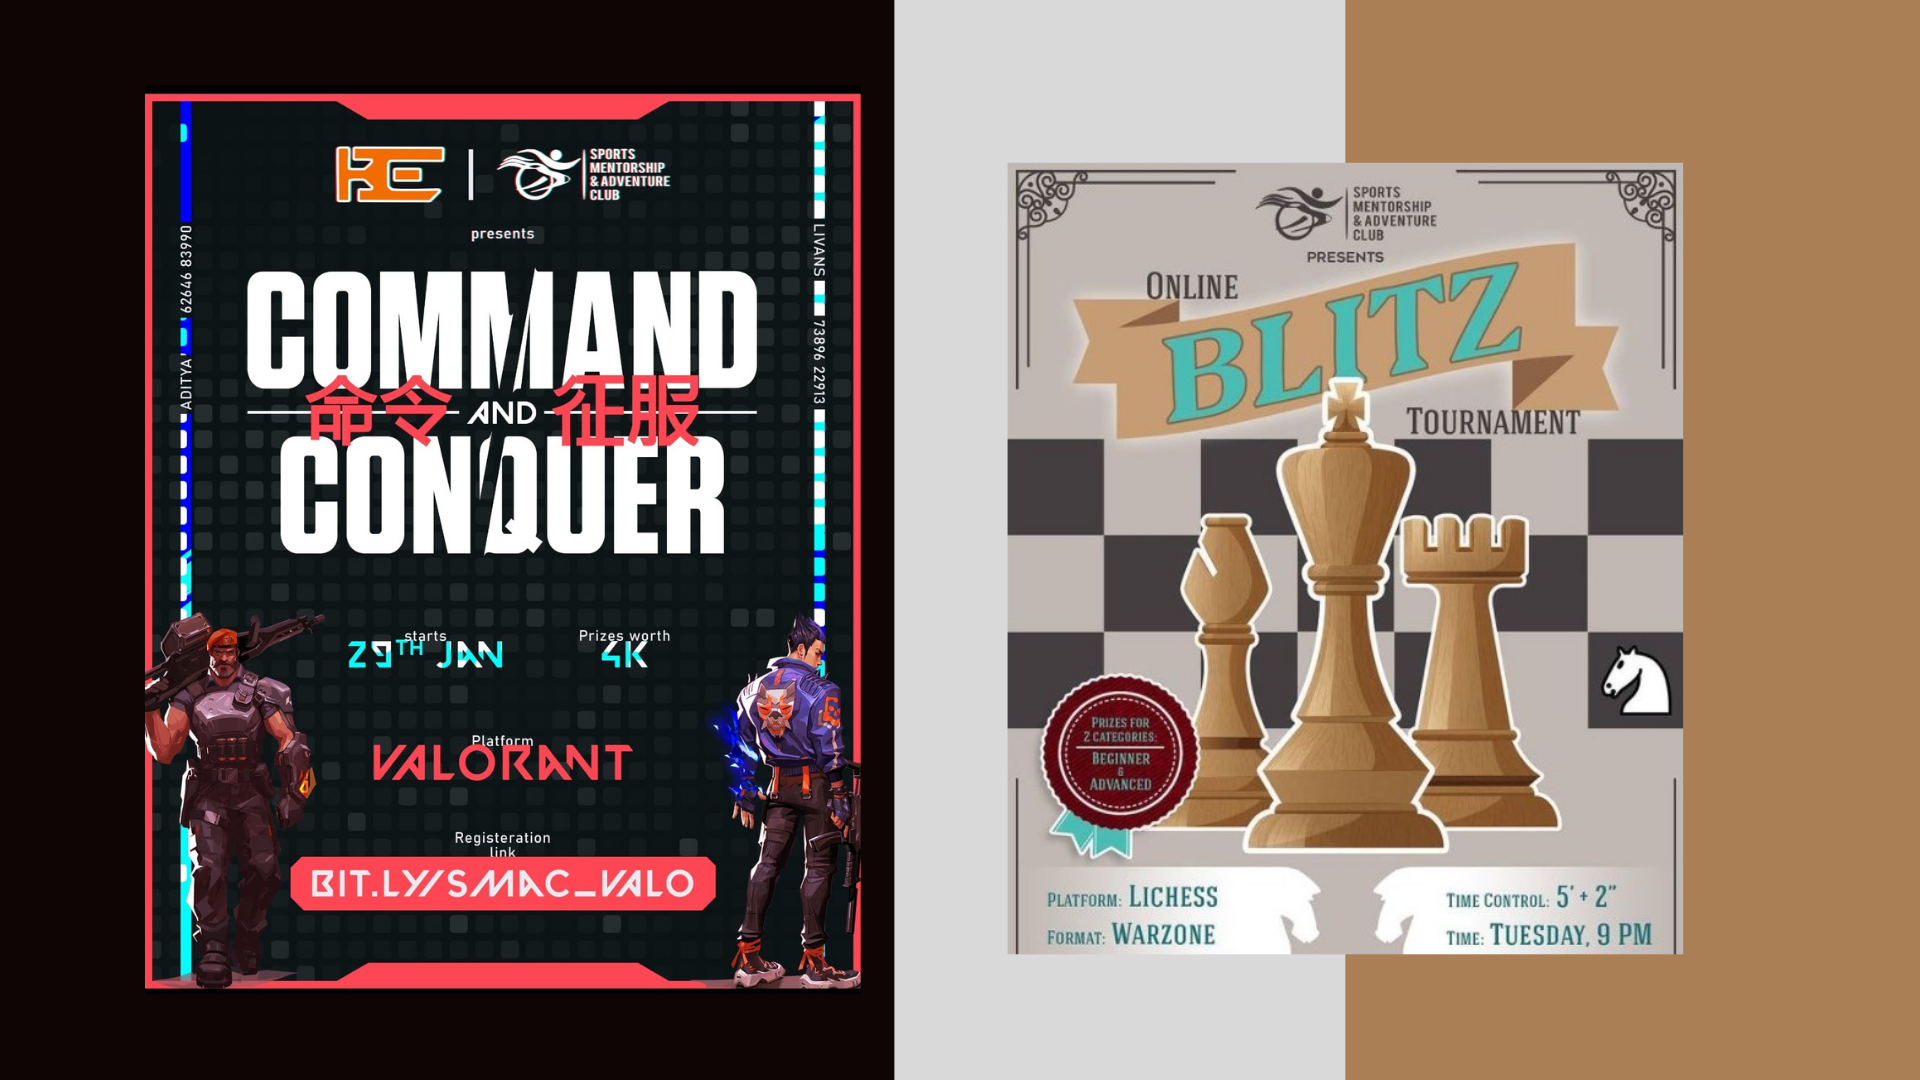 SPORTS
MENTORSHIP
& ADVENTURE
CLUB
presents
COMMAND
命令 AND 征服
CONQUER
starts
29TH JAN
Prizes worth
4K
Platform
VALORANT
Registeration
link
BIT.LY/SMAC_VALO
ADITYA 62646 83990
LIVANS 73896 22913
SPORTS
MENTORSHIP
& ADVENTURE
CLUB
PRESENTS
ONLINE
BLITZ
TOURNAMENT
PRIZES FOR
2 CATEGORIES:
BEGINNER
&
ADVANCED
PLATFORM: LICHESS
FORMAT: WARZONE
TIME CONTROL: 5' + 2"
TIME: TUESDAY, 9 PM